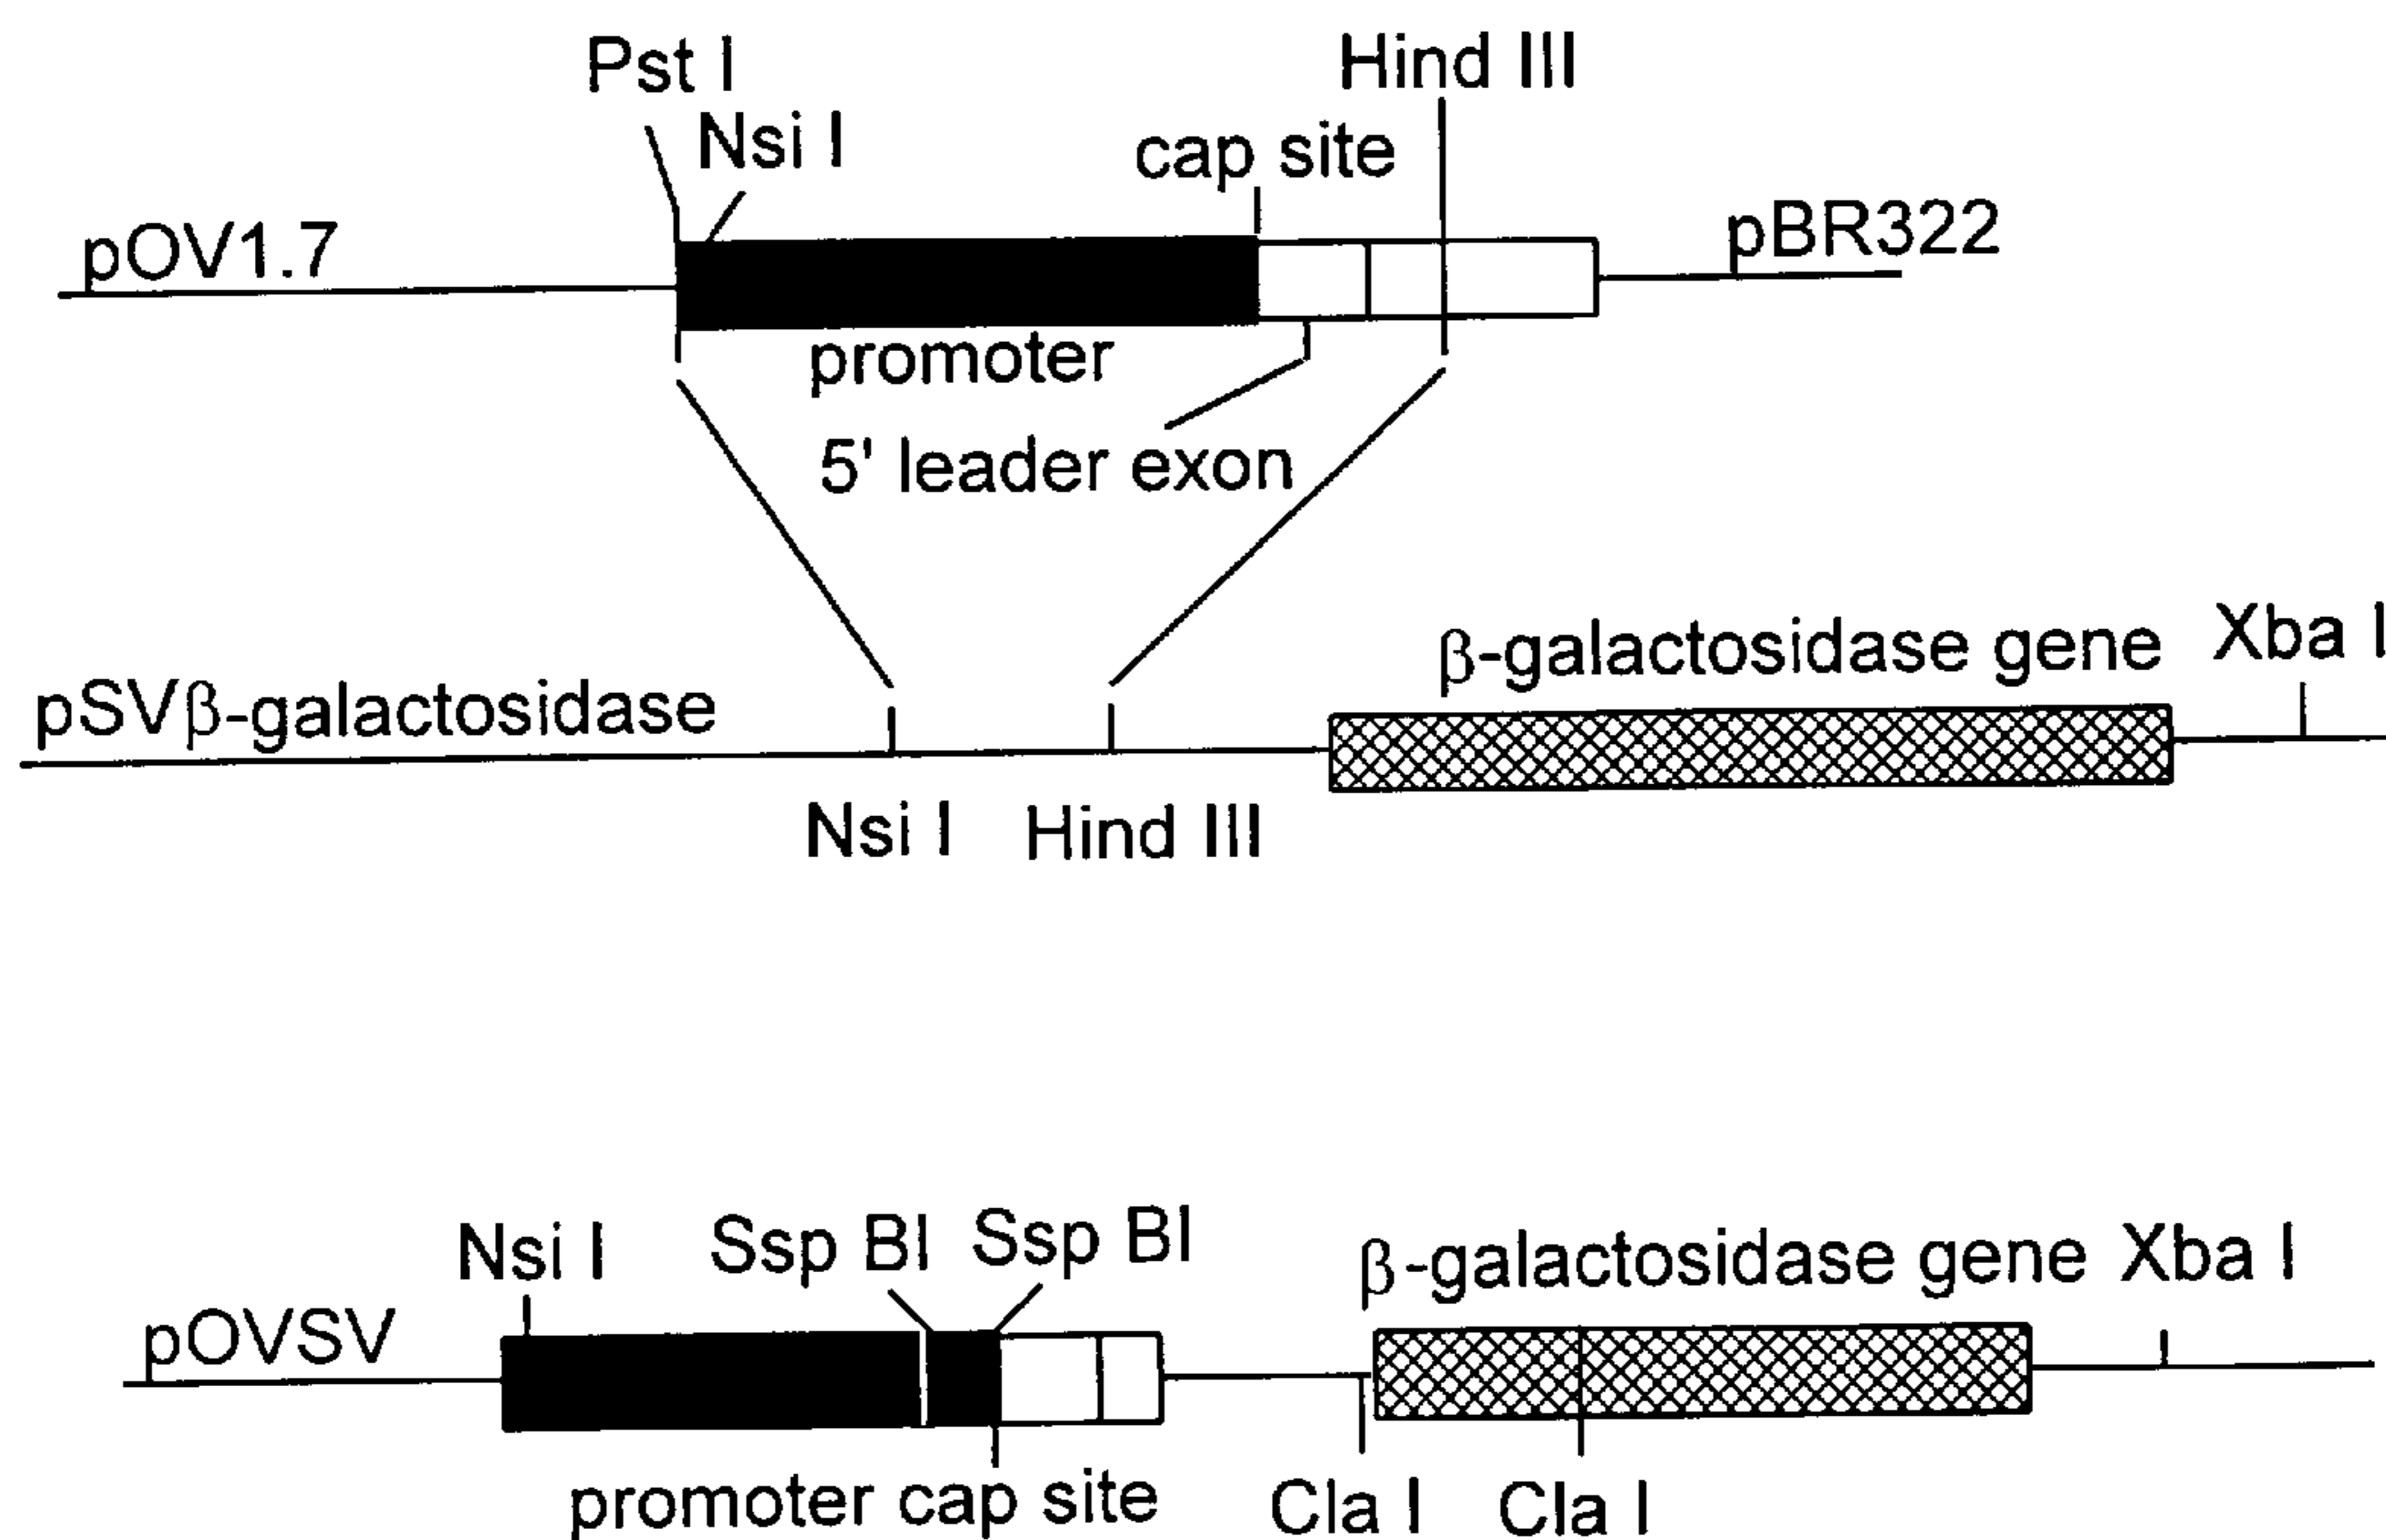 Pst I
Hind III
Nsi I
cap site
pOV1.7
pBR322
promoter
5' leader exon
β-galactosidase gene
Xba I
pSVβ-galactosidase
Nsi I
Hind III
Nsi I
Ssp BI
Ssp BI
β-galactosidase gene
Xba I
pOVSV
promoter cap site
Cla I
Cla I